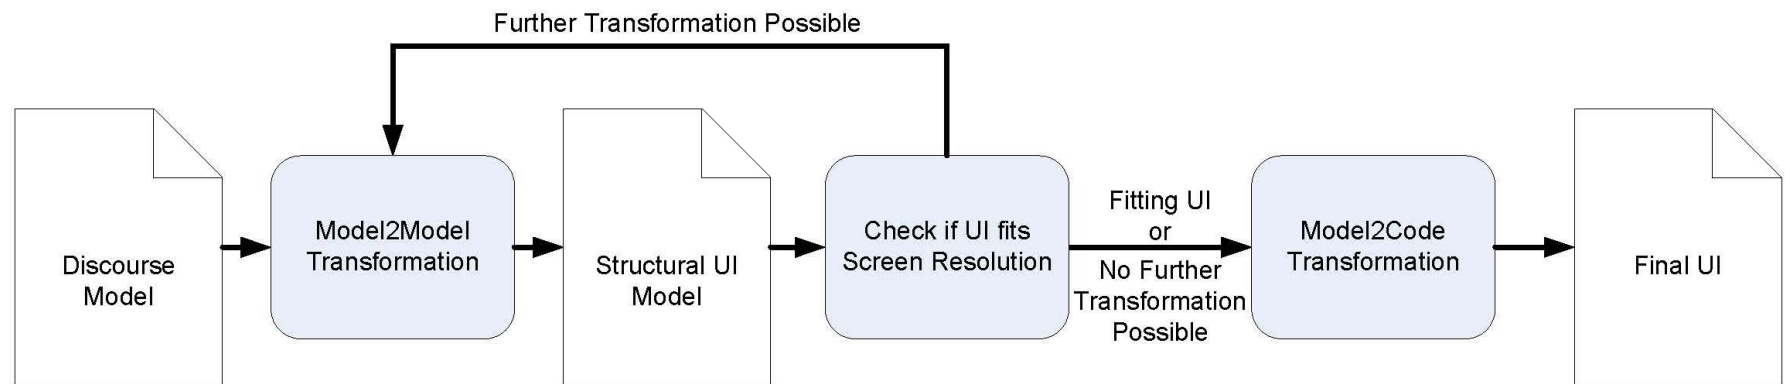 Further Transformation Possible
Discourse
Model
Model2Model
Transformation
Structural UI
Model
Check if UI fits
Screen Resolution
Fitting UI
or
No Further
Transformation
Possible
Model2Code
Transformation
Final UI